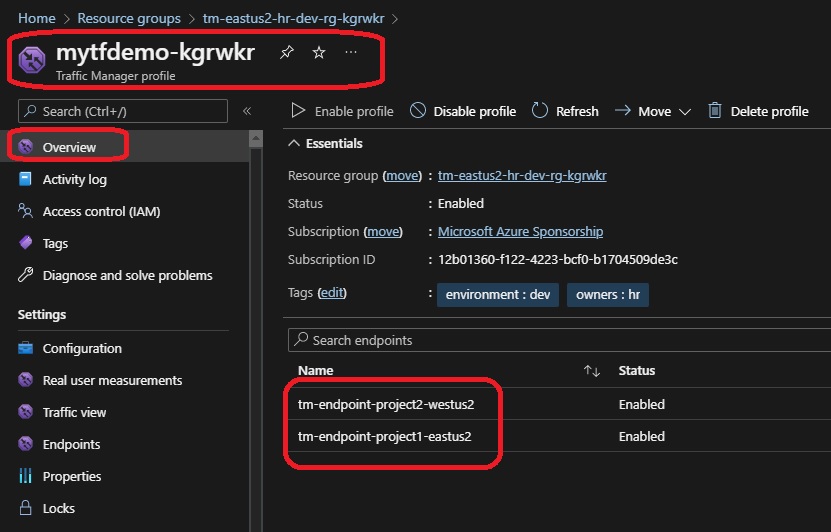 Home > Resource groups > tm-eastus2-hr-dev-rg-kgrwkr >
mytfdemo-kgrwkr ...
Traffic Manager profile
Search (Ctrl+/) «
Overview
Activity log
Access control (IAM)
Tags
Diagnose and solve problems
Settings
Configuration
Real user measurements
Traffic view
Endpoints
Properties
Locks
Enable profile Disable profile Refresh Move Delete profile
Essentials
Resource group (move) : tm-eastus2-hr-dev-rg-kgrwkr
Status : Enabled
Subscription (move) : Microsoft Azure Sponsorship
Subscription ID : 12b01360-f122-4223-bcf0-b1704509de3c
Tags (edit) : environment : dev owners : hr
Search endpoints
Name Status
tm-endpoint-project2-westus2 Enabled
tm-endpoint-project1-eastus2 Enabled